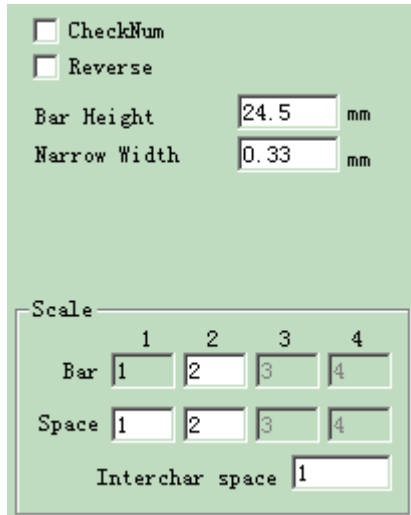 CheckNum
Reverse
Bar Height 24.5 mm
Narrow Width 0.33 mm
Scale
1 2 3 4
Bar 1 2 3 4
Space 1 2 3 4
Interchar space 1